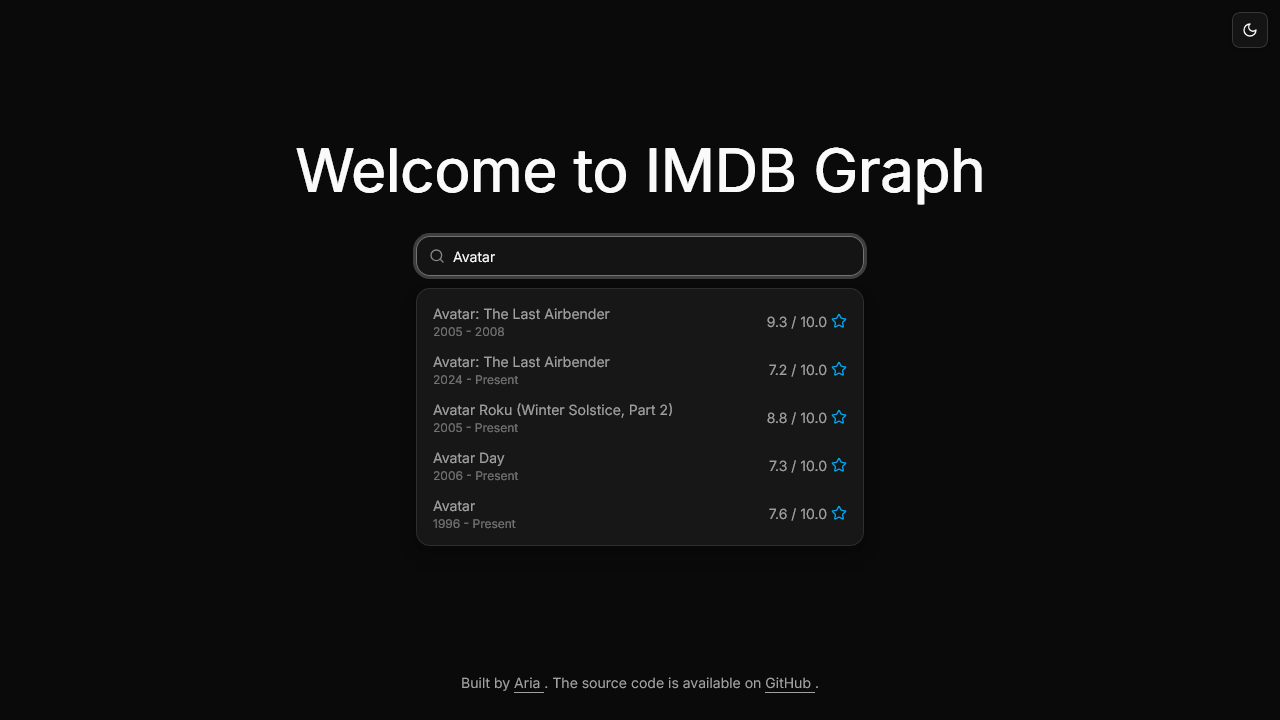 Welcome to IMDB Graph
Avatar
Avatar: The Last Airbender
2005 - 2008
9.3 / 10.0
Avatar: The Last Airbender
2024 - Present
7.2 / 10.0
Avatar Roku (Winter Solstice, Part 2)
2005 - Present
8.8 / 10.0
Avatar Day
2006 - Present
7.3 / 10.0
Avatar
1996 - Present
7.6 / 10.0
Built by Aria . The source code is available on GitHub .